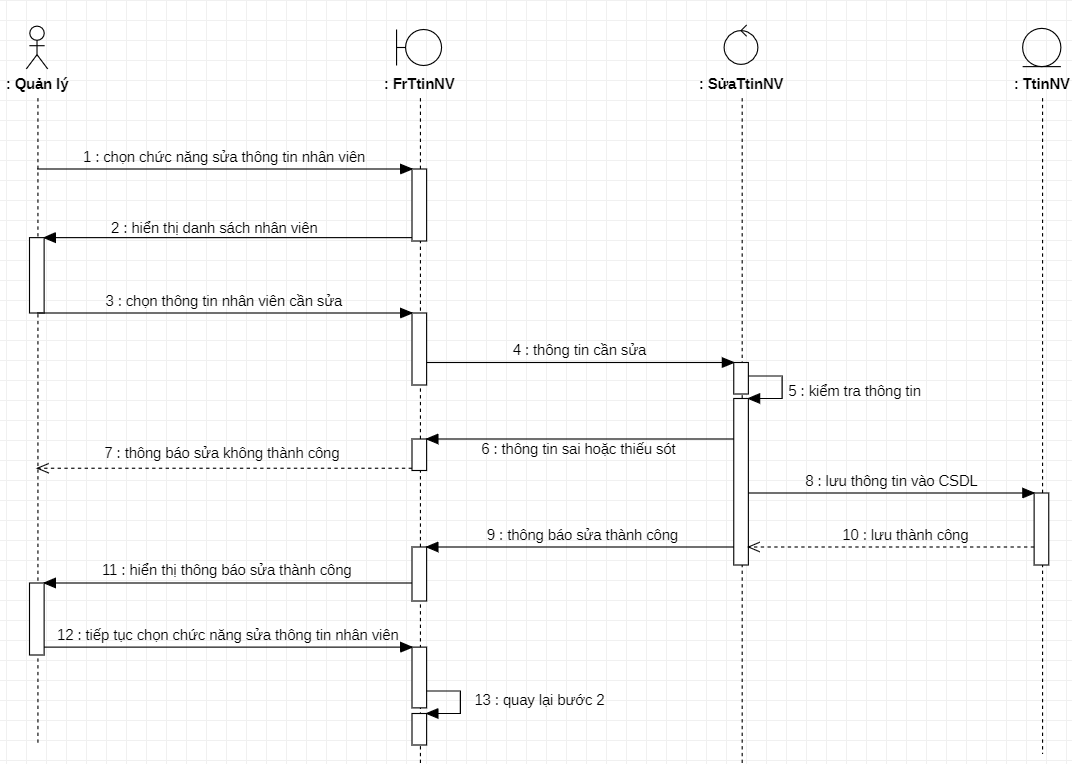 : Quản lý
: FrTtinNV
: SửaTtinNV
: TtinNV
1 : chọn chức năng sửa thông tin nhân viên
2 : hiển thị danh sách nhân viên
3 : chọn thông tin nhân viên cần sửa
4 : thông tin cần sửa
5 : kiểm tra thông tin
6 : thông tin sai hoặc thiếu sót
7 : thông báo sửa không thành công
8 : lưu thông tin vào CSDL
9 : thông báo sửa thành công
10 : lưu thành công
11 : hiển thị thông báo sửa thành công
12 : tiếp tục chọn chức năng sửa thông tin nhân viên
13 : quay lại bước 2